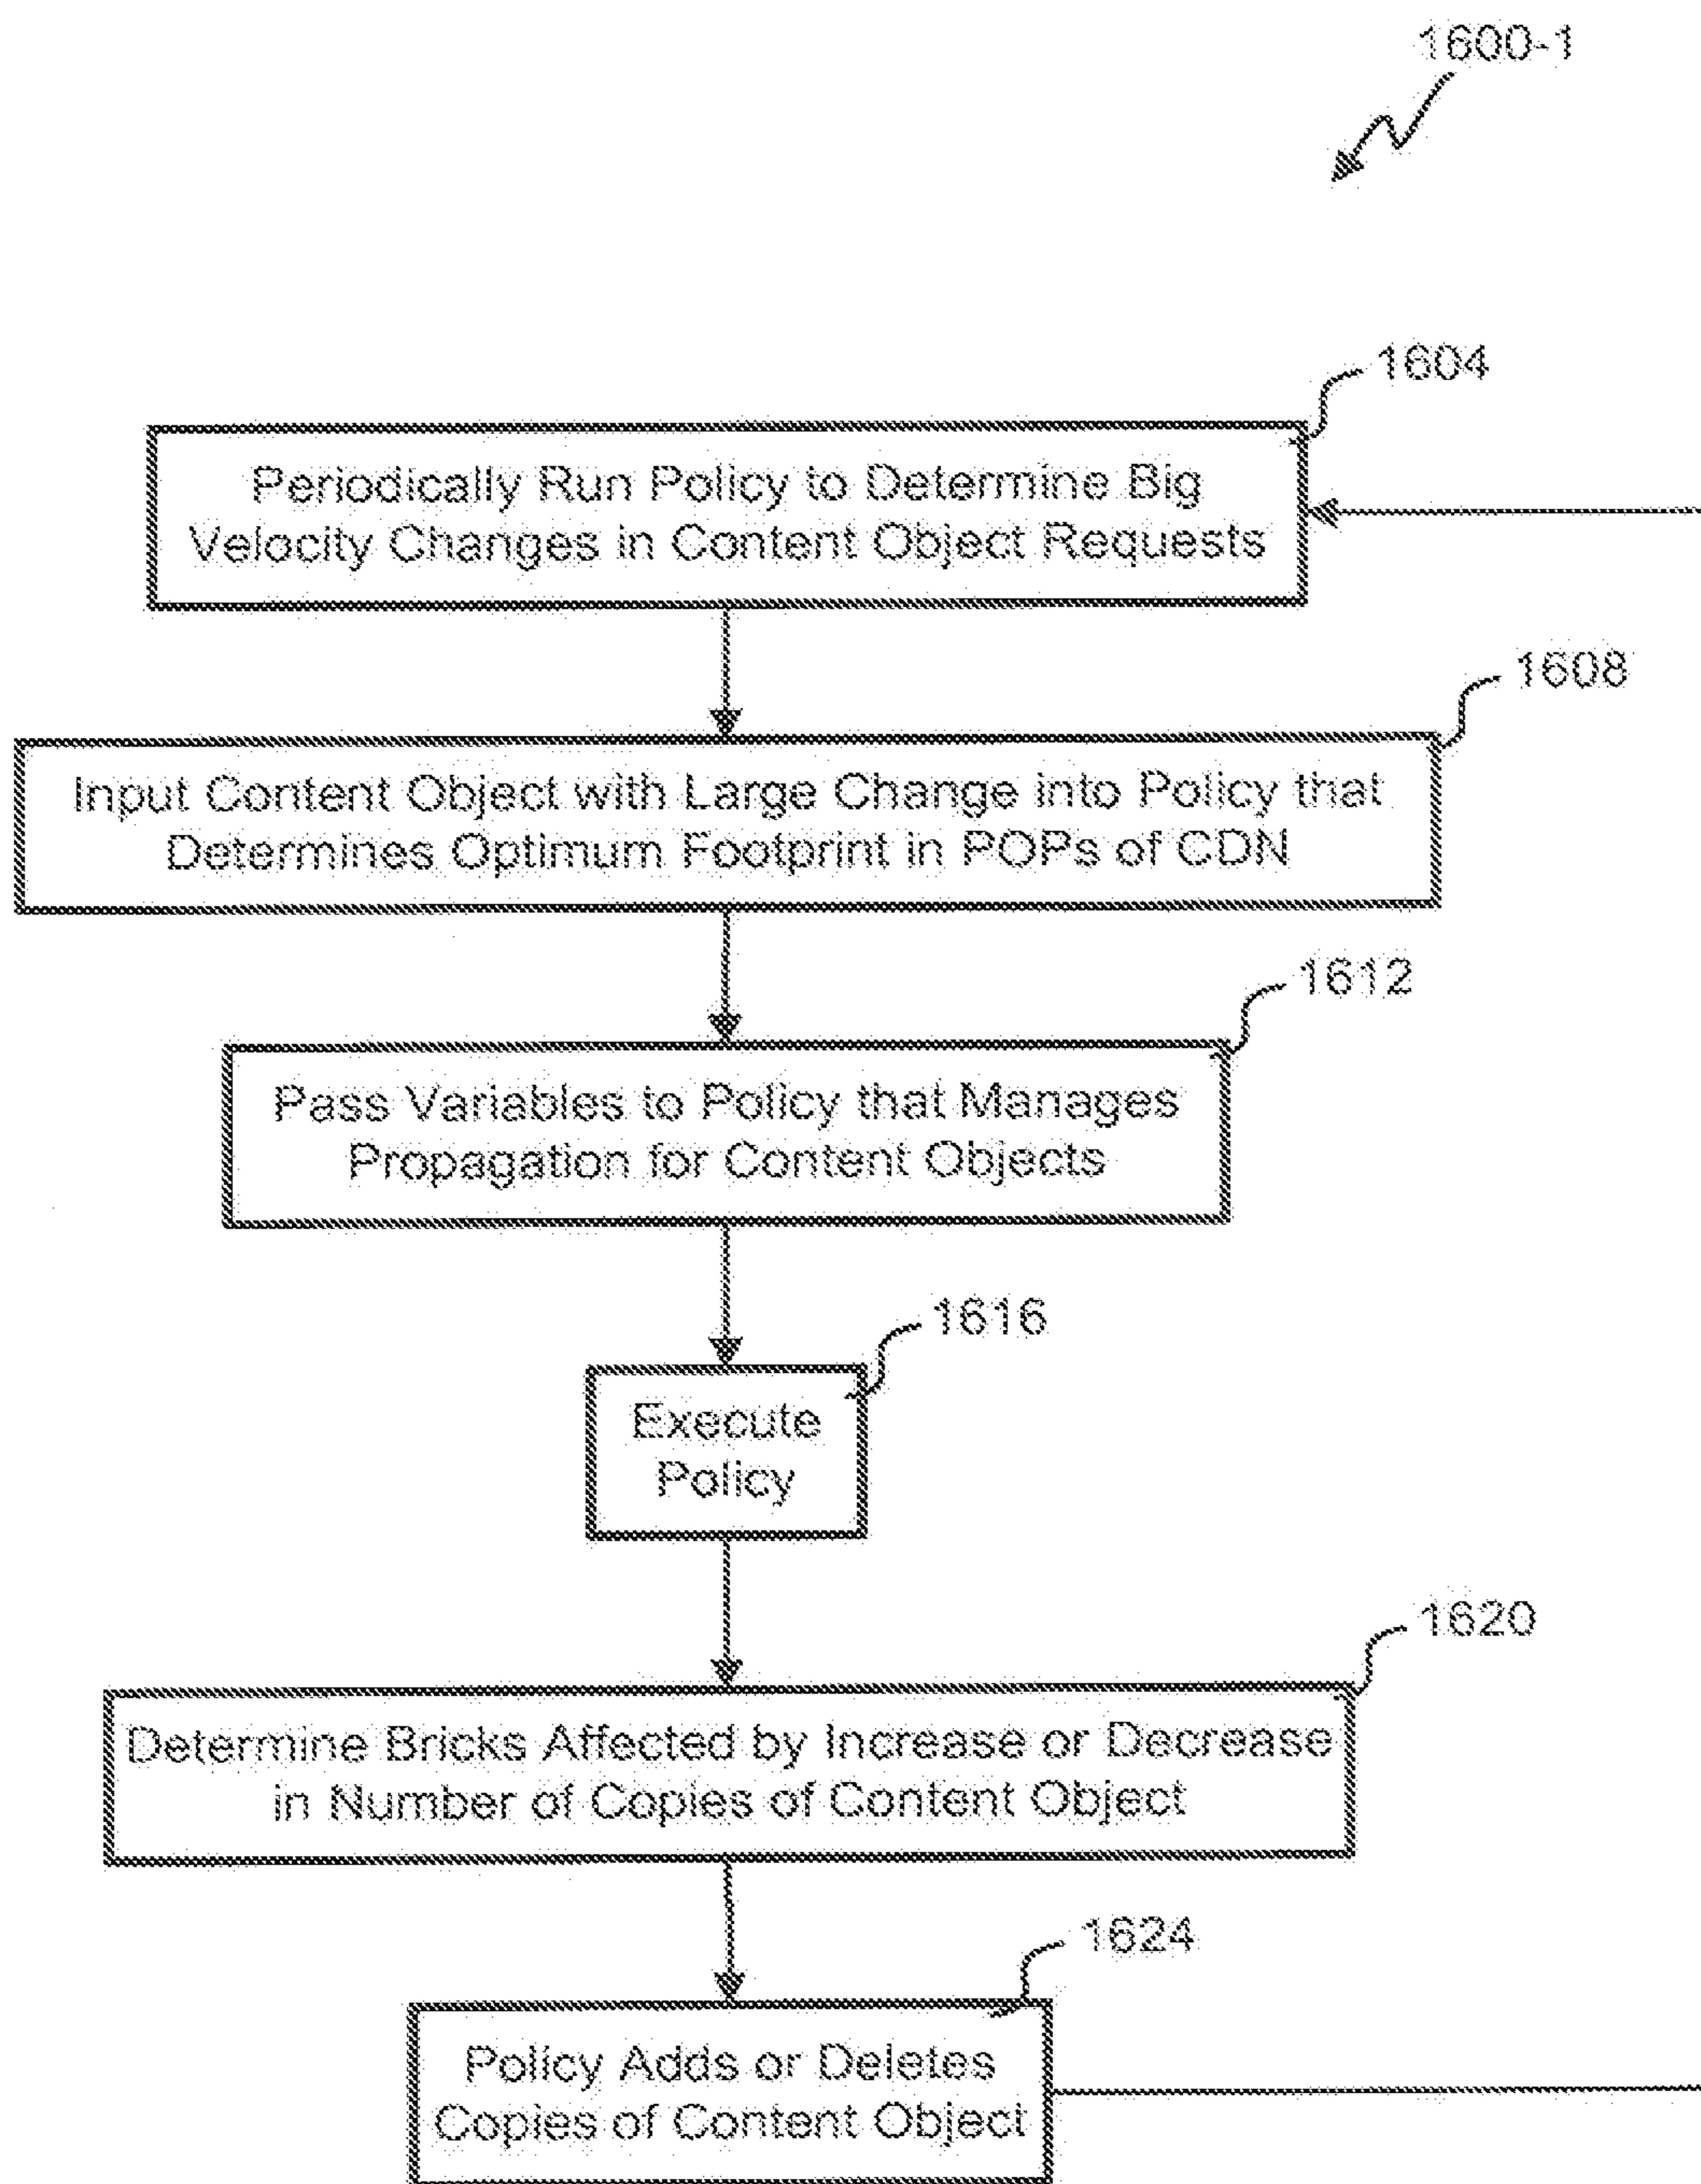 1600-1
1604
Periodically Run Policy to Determine Big
Velocity Changes in Content Object Requests
1608
Input Content Object with Large Change into Policy that
Determines Optimum Footprint in POPs of CDN
1612
Pass Variables to Policy that Manages
Propagation for Content Objects
1616
Execute
Policy
1620
Determine Bricks Affected by Increase or Decrease
in Number of Copies of Content Object
1624
Policy Adds or Deletes
Copies of Content Object